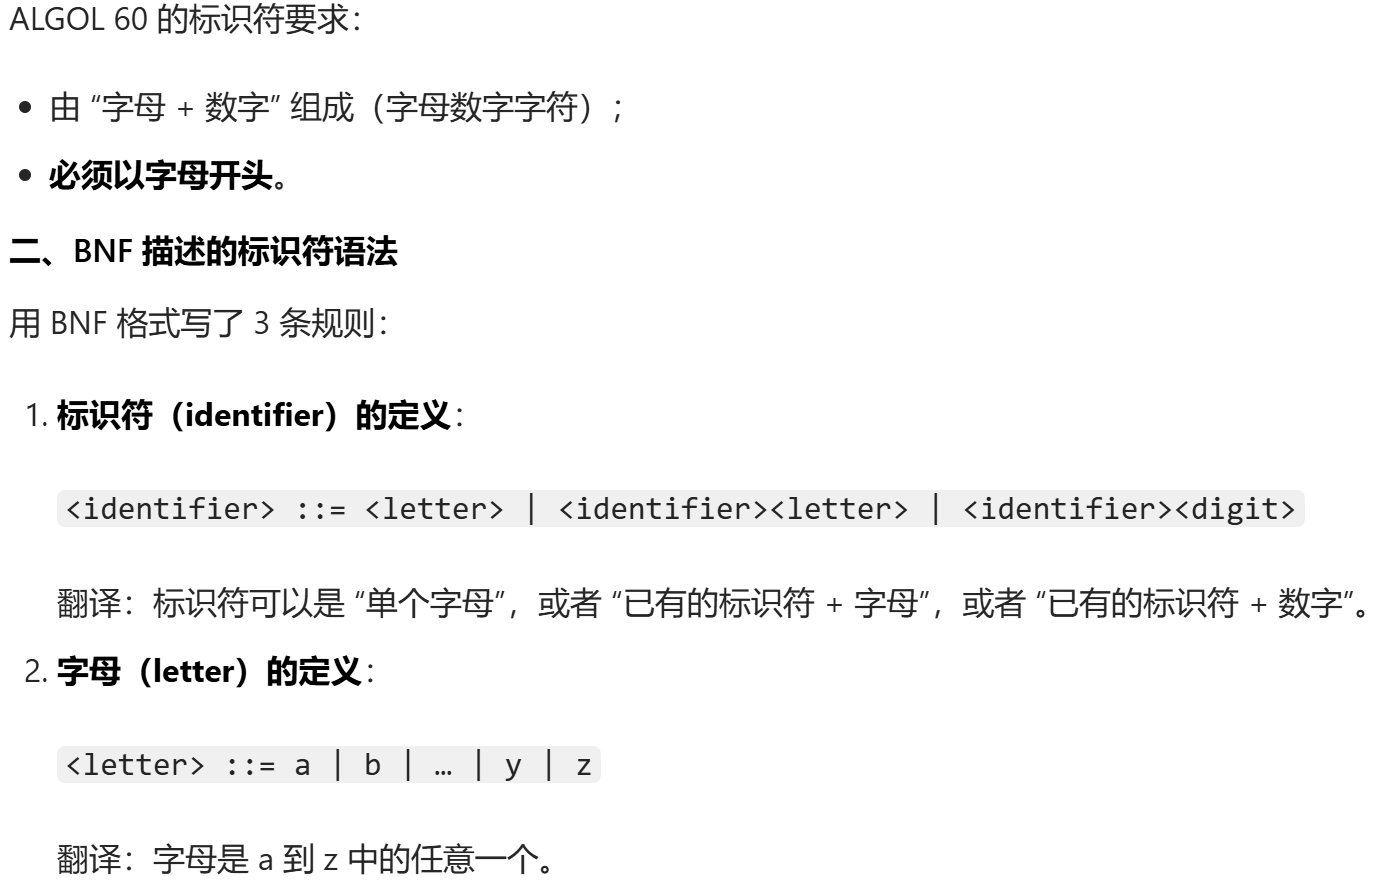 ALGOL 60 的标识符要求：
• 由 “字母 + 数字” 组成（字母数字字符）；
• 必须以字母开头。
二、BNF 描述的标识符语法
用 BNF 格式写了 3 条规则：
1. 标识符（identifier）的定义：
<identifier> ::= <letter> | <identifier><letter> | <identifier><digit>
翻译：标识符可以是 “单个字母”，或者 “已有的标识符 + 字母”，或者 “已有的标识符 + 数字”。
2. 字母（letter）的定义：
<letter> ::= a | b | … | y | z
翻译：字母是 a 到 z 中的任意一个。